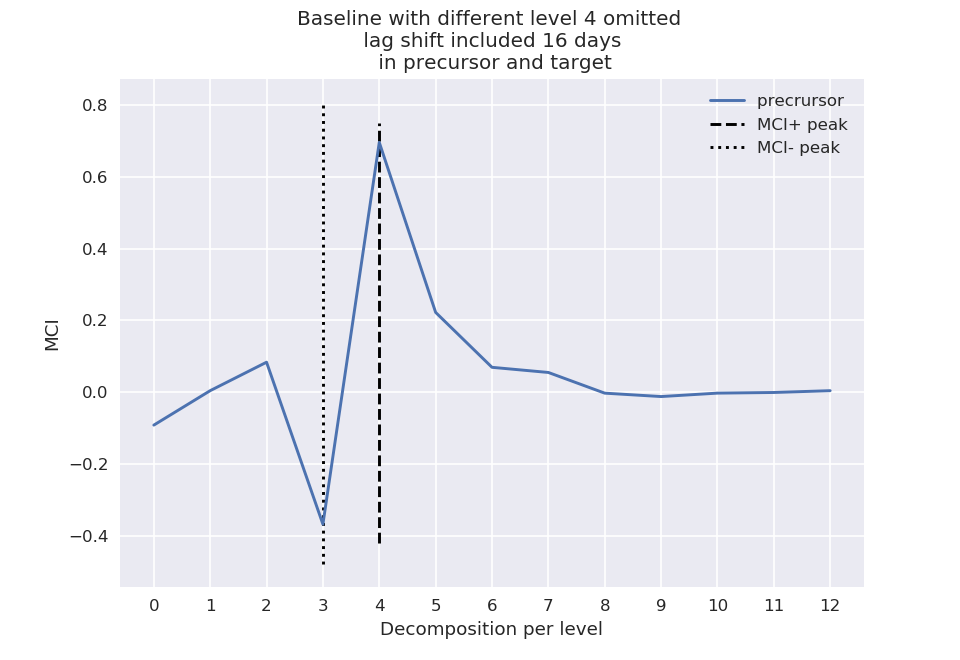 Baseline with different level 4 omitted
lag shift included 16 days
in precursor and target
precrursor
MCI+ peak
MCI- peak
0.8
0.6
0.4
0.2
0.0
−0.2
−0.4
MCI
0 1 2 3 4 5 6 7 8 9 10 11 12
Decomposition per level